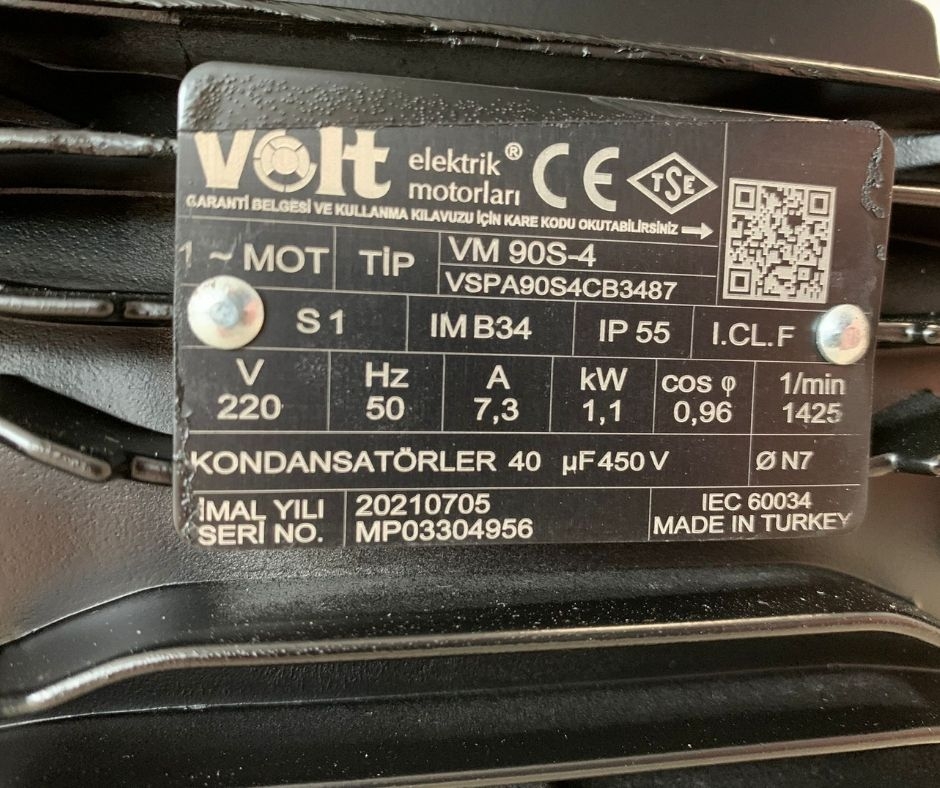 Volt elektrik® motorları CE TSE
GARANTİ BELGESİ VE KULLANMA KILAVUZU İÇİN KARE KODU OKUTABİLİRSİNİZ
1 ~ MOT TİP VM 90S-4
VSPA90S4CB3487
S 1 IM B34 IP 55 I.CL.F
V Hz A kW cos φ 1/min
220 50 7,3 1,1 0,96 1425
KONDANSATÖRLER 40 µF 450 V Ø N7
İMAL YILI 20210705 IEC 60034
SERİ NO. MP03304956 MADE IN TURKEY